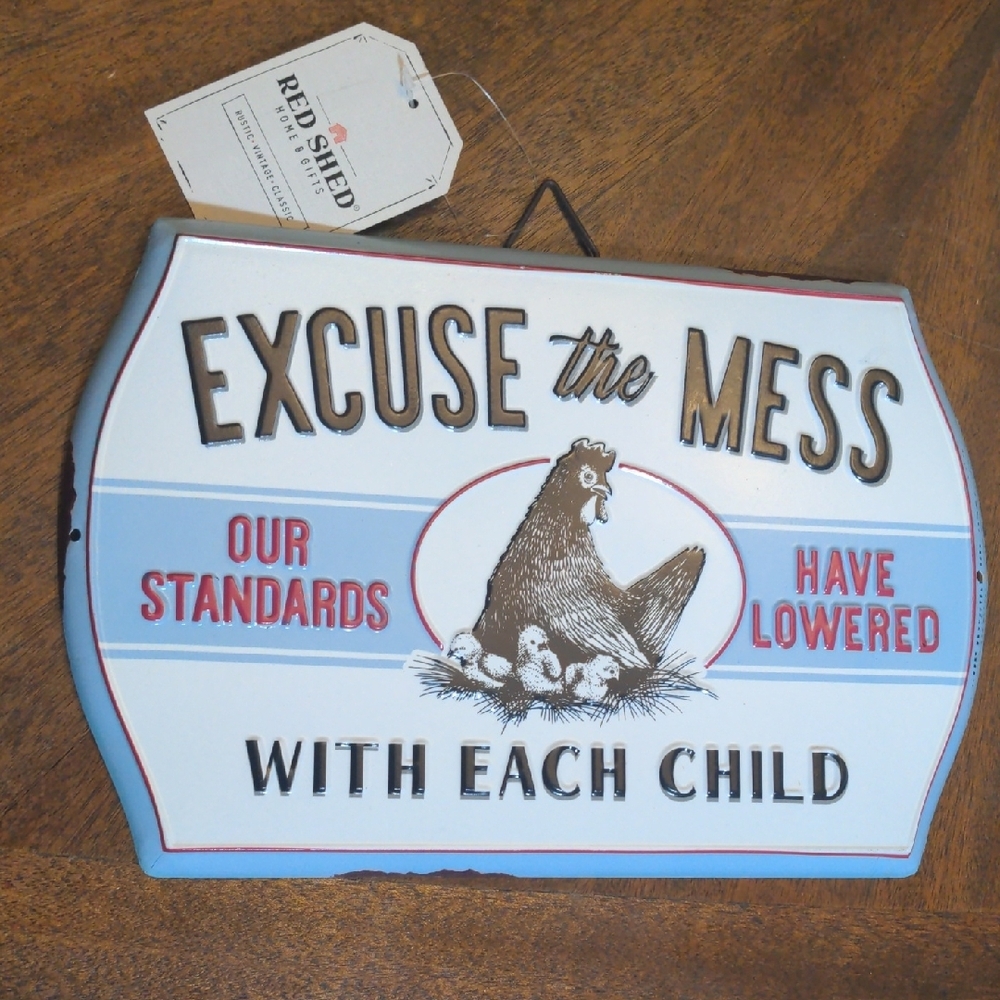 RED SHED®
HOME & GIFTS
RUSTIC·VINTAGE·CLASSIC
EXCUSE the MESS
OUR
STANDARDS
HAVE
LOWERED
WITH EACH CHILD